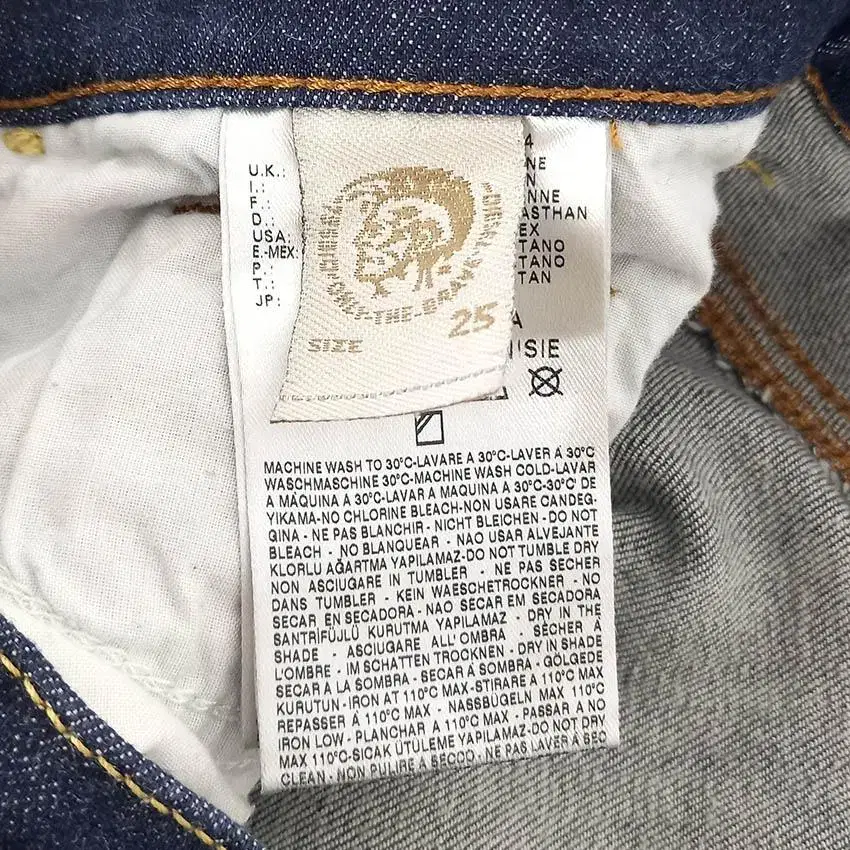 U.K.:
I.:
F.:
D.:
USA:
E.-MEX:
P.:
T.:
JP.:
4
NE
N
NNE
ASTHAN
EX
TANO
TANO
TAN
ONLY-THE-BRAVE
SIZE 25
A
ISIE
MACHINE WASH TO 30°C-LAVARE A 30°C-LAVER À 30°C
WASCHMASCHINE 30°C-MACHINE WASH COLD-LAVAR
A MÁQUINA A 30°C-LAVAR A MAQUINA A 30°C-30°C' DE
YIKAMA-NO CHLORINE BLEACH-NON USARE CANDEG-
GINA - NE PAS BLANCHIR - NICHT BLEICHEN - DO NOT
BLEACH - NO BLANQUEAR - NAO USAR ALVEJANTE
KLORLU AĞARTMA YAPILAMAZ-DO NOT TUMBLE DRY
NON ASCIUGARE IN TUMBLER - NE PAS SECHER
DANS TUMBLER - KEIN WAESCHETROCKNER - NO
SECAR EN SECADORA - NAO SECAR EM SECADORA
SANTRİFÜJLÜ KURUTMA YAPILAMAZ - DRY IN THE
SHADE - ASCIUGARE ALL'OMBRA - SÉCHER À
L'OMBRE - IM SCHATTEN TROCKNEN - DRY IN SHADE
SECAR A LA SOMBRA - SECAR À SOMBRA - GÖLGEDE
KURUTUN-IRON AT 110°C MAX-STIRARE A 110°C MAX
REPASSER À 110°C MAX - NASSBÜGELN MAX 110°C
IRON LOW - PLANCHAR A 110°C MAX - PASSAR A NO
MAX 110°C-SICAK ÜTÜLEME YAPILAMAZ-DO NOT DRY
CLEAN - NON PULIRE A SECCO - NE PAS LAVER À SEC